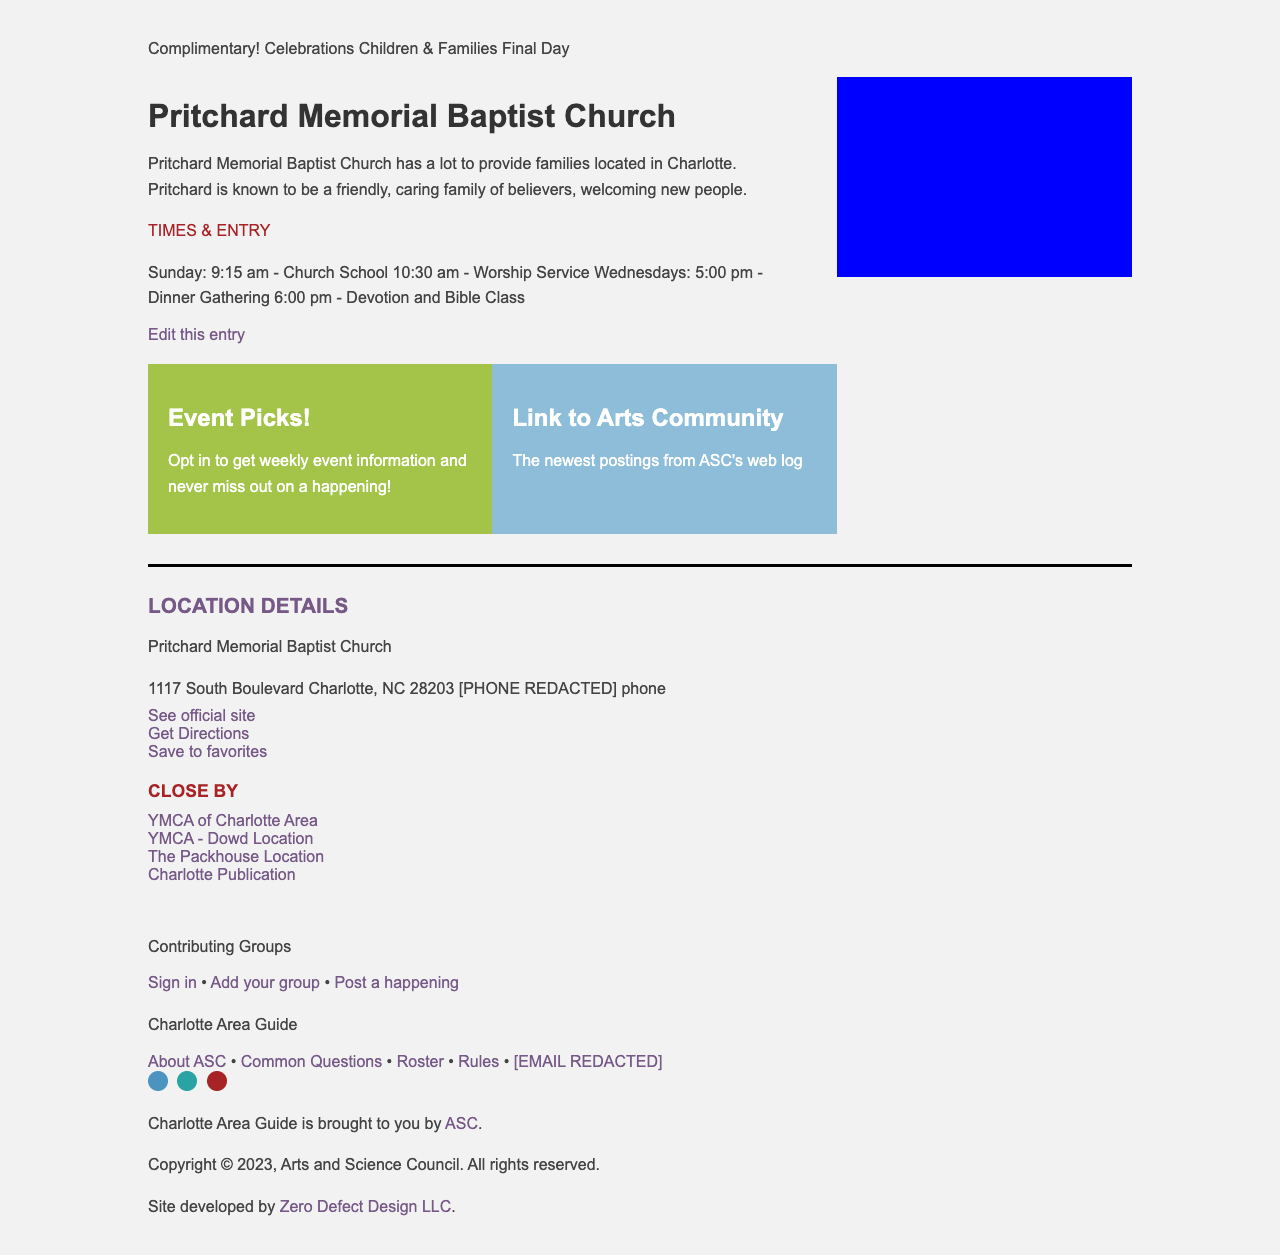 Complimentary! Celebrations Children & Families Final Day
Pritchard Memorial Baptist Church
Pritchard Memorial Baptist Church has a lot to provide families located in Charlotte.
Pritchard is known to be a friendly, caring family of believers, welcoming new people.
TIMES & ENTRY
Sunday: 9:15 am - Church School 10:30 am - Worship Service Wednesdays: 5:00 pm -
Dinner Gathering 6:00 pm - Devotion and Bible Class
Edit this entry
Event Picks!
Opt in to get weekly event information and
never miss out on a happening!
Link to Arts Community
The newest postings from ASC's web log
LOCATION DETAILS
Pritchard Memorial Baptist Church
1117 South Boulevard Charlotte, NC 28203 [PHONE REDACTED] phone
See official site
Get Directions
Save to favorites
CLOSE BY
YMCA of Charlotte Area
YMCA - Dowd Location
The Packhouse Location
Charlotte Publication
Contributing Groups
Sign in • Add your group • Post a happening
Charlotte Area Guide
About ASC • Common Questions • Roster • Rules • [EMAIL REDACTED]
Charlotte Area Guide is brought to you by ASC.
Copyright © 2023, Arts and Science Council. All rights reserved.
Site developed by Zero Defect Design LLC.